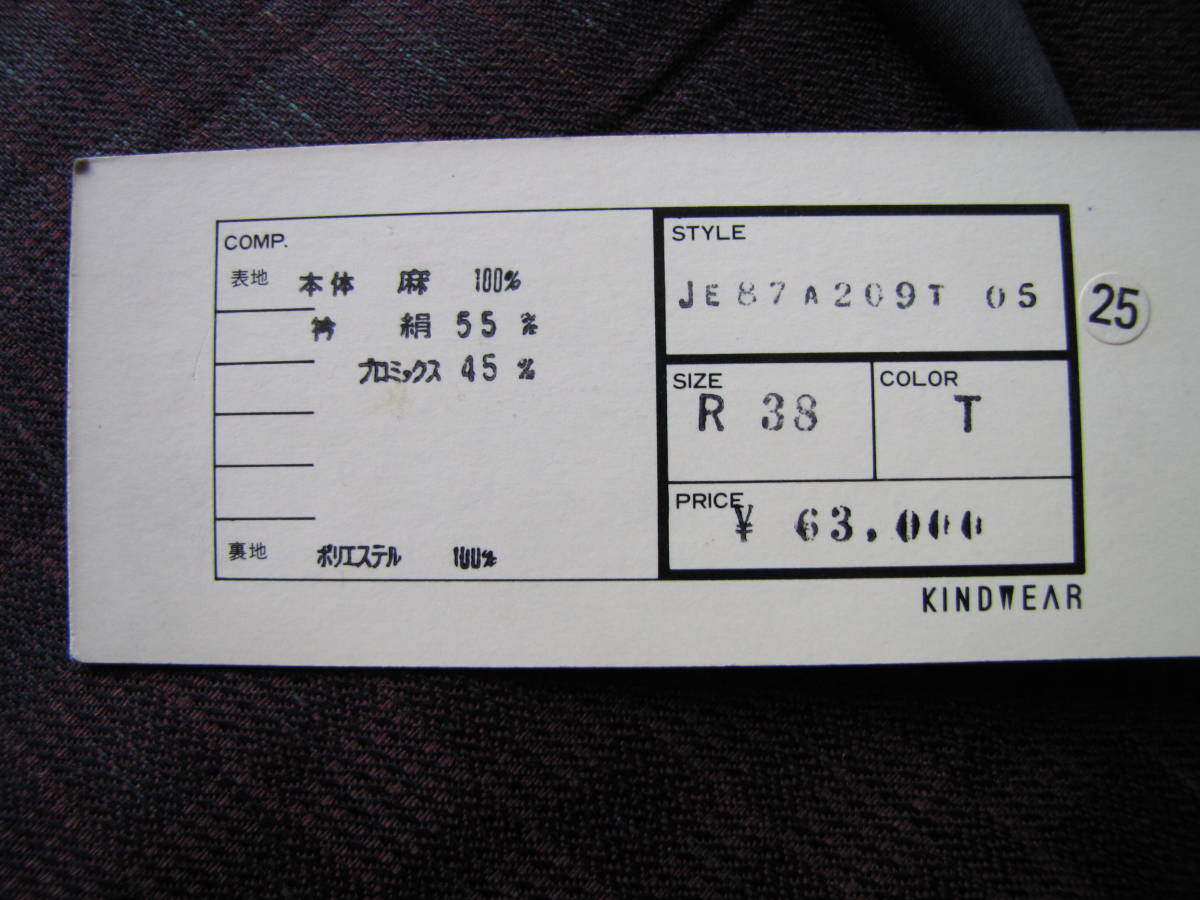 COMP.
表地 本体 麻 100%
衿 絹 55%
プロミックス 45%
裏地 ポリエステル 100%
STYLE
JE87A209T 05
25
SIZE
R 38
COLOR
T
PRICE
¥ 63,000
KINDWEAR